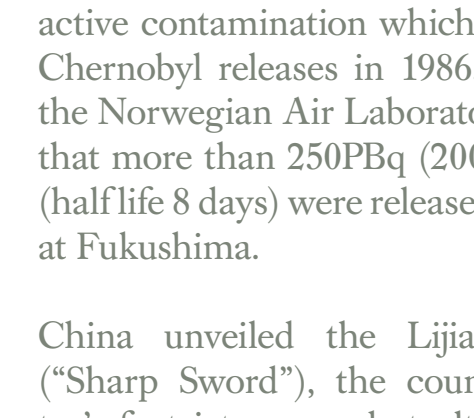 active contamination which
Chernobyl releases in 1986
the Norwegian Air
that more than 250PBq
(half life 8 days) were
at Fukushima.
China unveiled the
(“Sharp Sword”), the